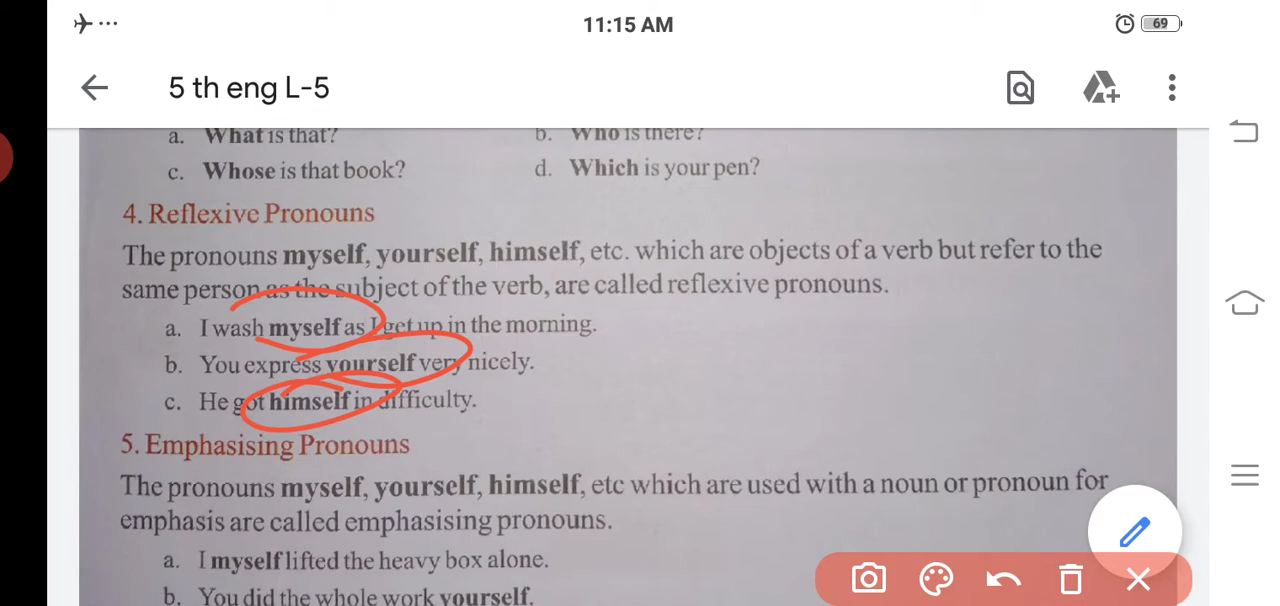 11:15 AM
69
5 th eng L-5
a. What is that? b. Who is there?
c. Whose is that book? d. Which is your pen?
4. Reflexive Pronouns
The pronouns myself, yourself, himself, etc. which are objects of a verb but refer to the
same person as the subject of the verb, are called reflexive pronouns.
a. I wash myself as I get up in the morning.
b. You express yourself very nicely.
c. He got himself in difficulty.
5. Emphasising Pronouns
The pronouns myself, yourself, himself, etc which are used with a noun or pronoun for
emphasis are called emphasising pronouns.
a. I myself lifted the heavy box alone.
b. You did the whole work yourself.